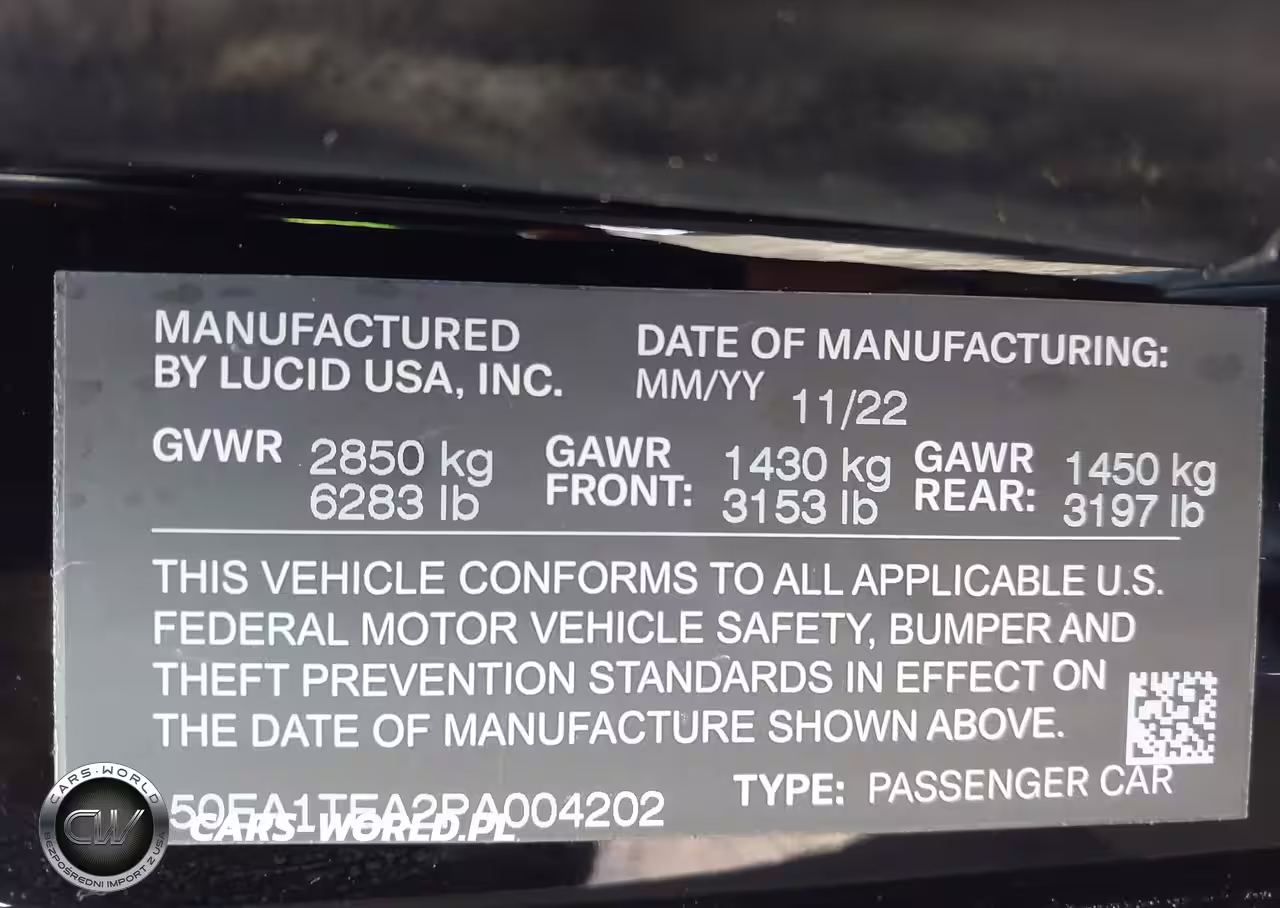 MANUFACTURED
BY LUCID USA, INC.
DATE OF MANUFACTURING:
MM/YY 11/22
GVWR 2850 kg
6283 lb
GAWR
FRONT: 1430 kg
3153 lb
GAWR
REAR: 1450 kg
3197 lb
THIS VEHICLE CONFORMS TO ALL APPLICABLE U.S.
FEDERAL MOTOR VEHICLE SAFETY, BUMPER AND
THEFT PREVENTION STANDARDS IN EFFECT ON
THE DATE OF MANUFACTURE SHOWN ABOVE.
TYPE: PASSENGER CAR
50EA1TEA2PA004202
CARS-WORLD.PL
CARS-WORLD
CW
BEZPOŚREDNI IMPORT Z USA